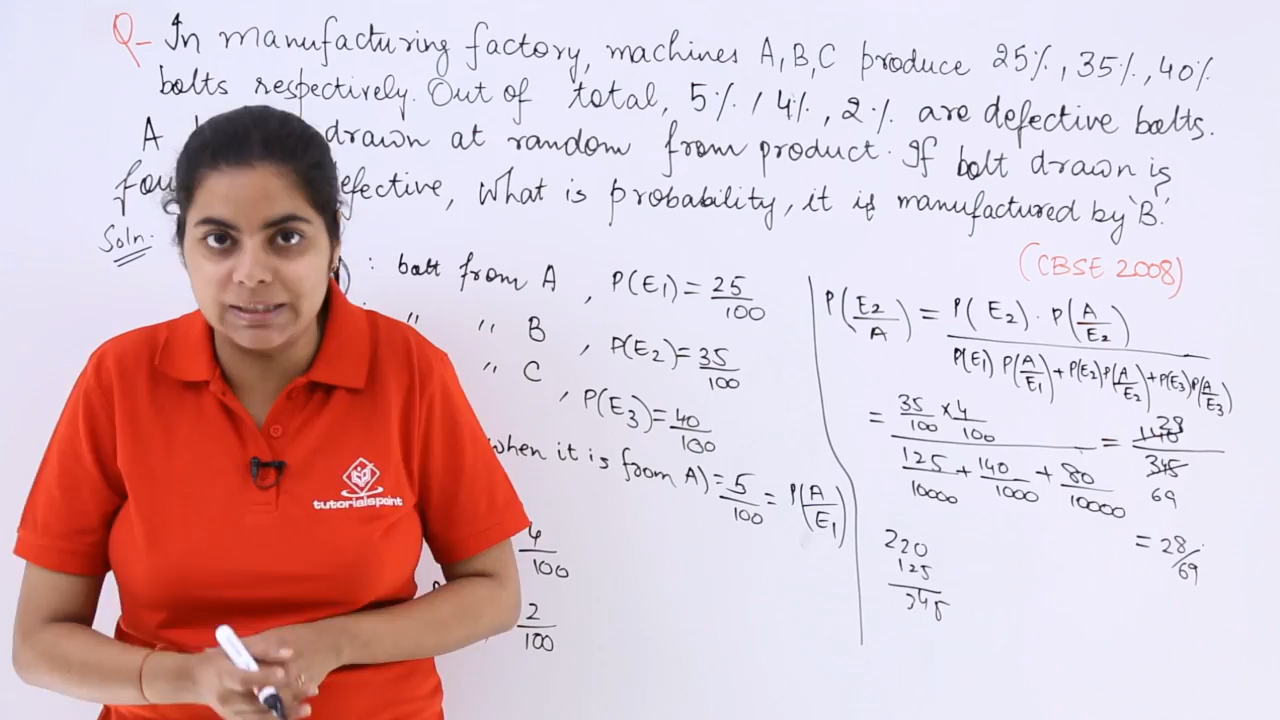 Q- In manufacturing factory, machines A,B,C produce 25%, 35%, 40%
bolts respectively. Out of total, 5% / 4%, 2% are defective bolts.
A drawn at random from product. If bolt drawn is
fou efective, What is probability, it is manufactured by 'B'.
Soln.
(CBSE 2008)
: bolt from A , P(E1) = 25/100
" " B , P(E2) = 35/100
" C , P(E3) = 40/100
when it is from A) = 5/100 = P(A/E1)
4/100
2/100
P(E2/A) = P(E2) . P(A/E2)
P(E1) P(A/E1) + P(E2) P(A/E2) + P(E3) P(A/E3)
= 35/100 × 4/100
125/10000 + 140/1000 + 80/10000
= 28
140
345
69
= 28/69
220
125
345
tutorialspoint